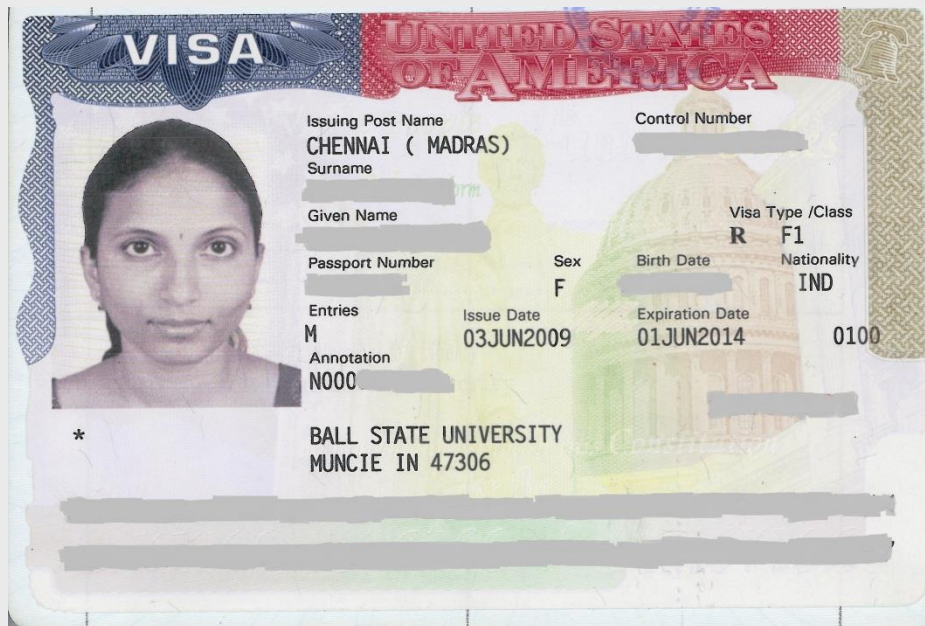 VISA
UNITED STATES
OF AMERICA
Issuing Post Name
CHENNAI ( MADRAS)
Control Number
Surname
Given Name
Visa Type /Class
R F1
Passport Number
Sex
F
Birth Date
Nationality
IND
Entries
M
Issue Date
03JUN2009
Expiration Date
01JUN2014
0100
Annotation
N000
*
BALL STATE UNIVERSITY
MUNCIE IN 47306